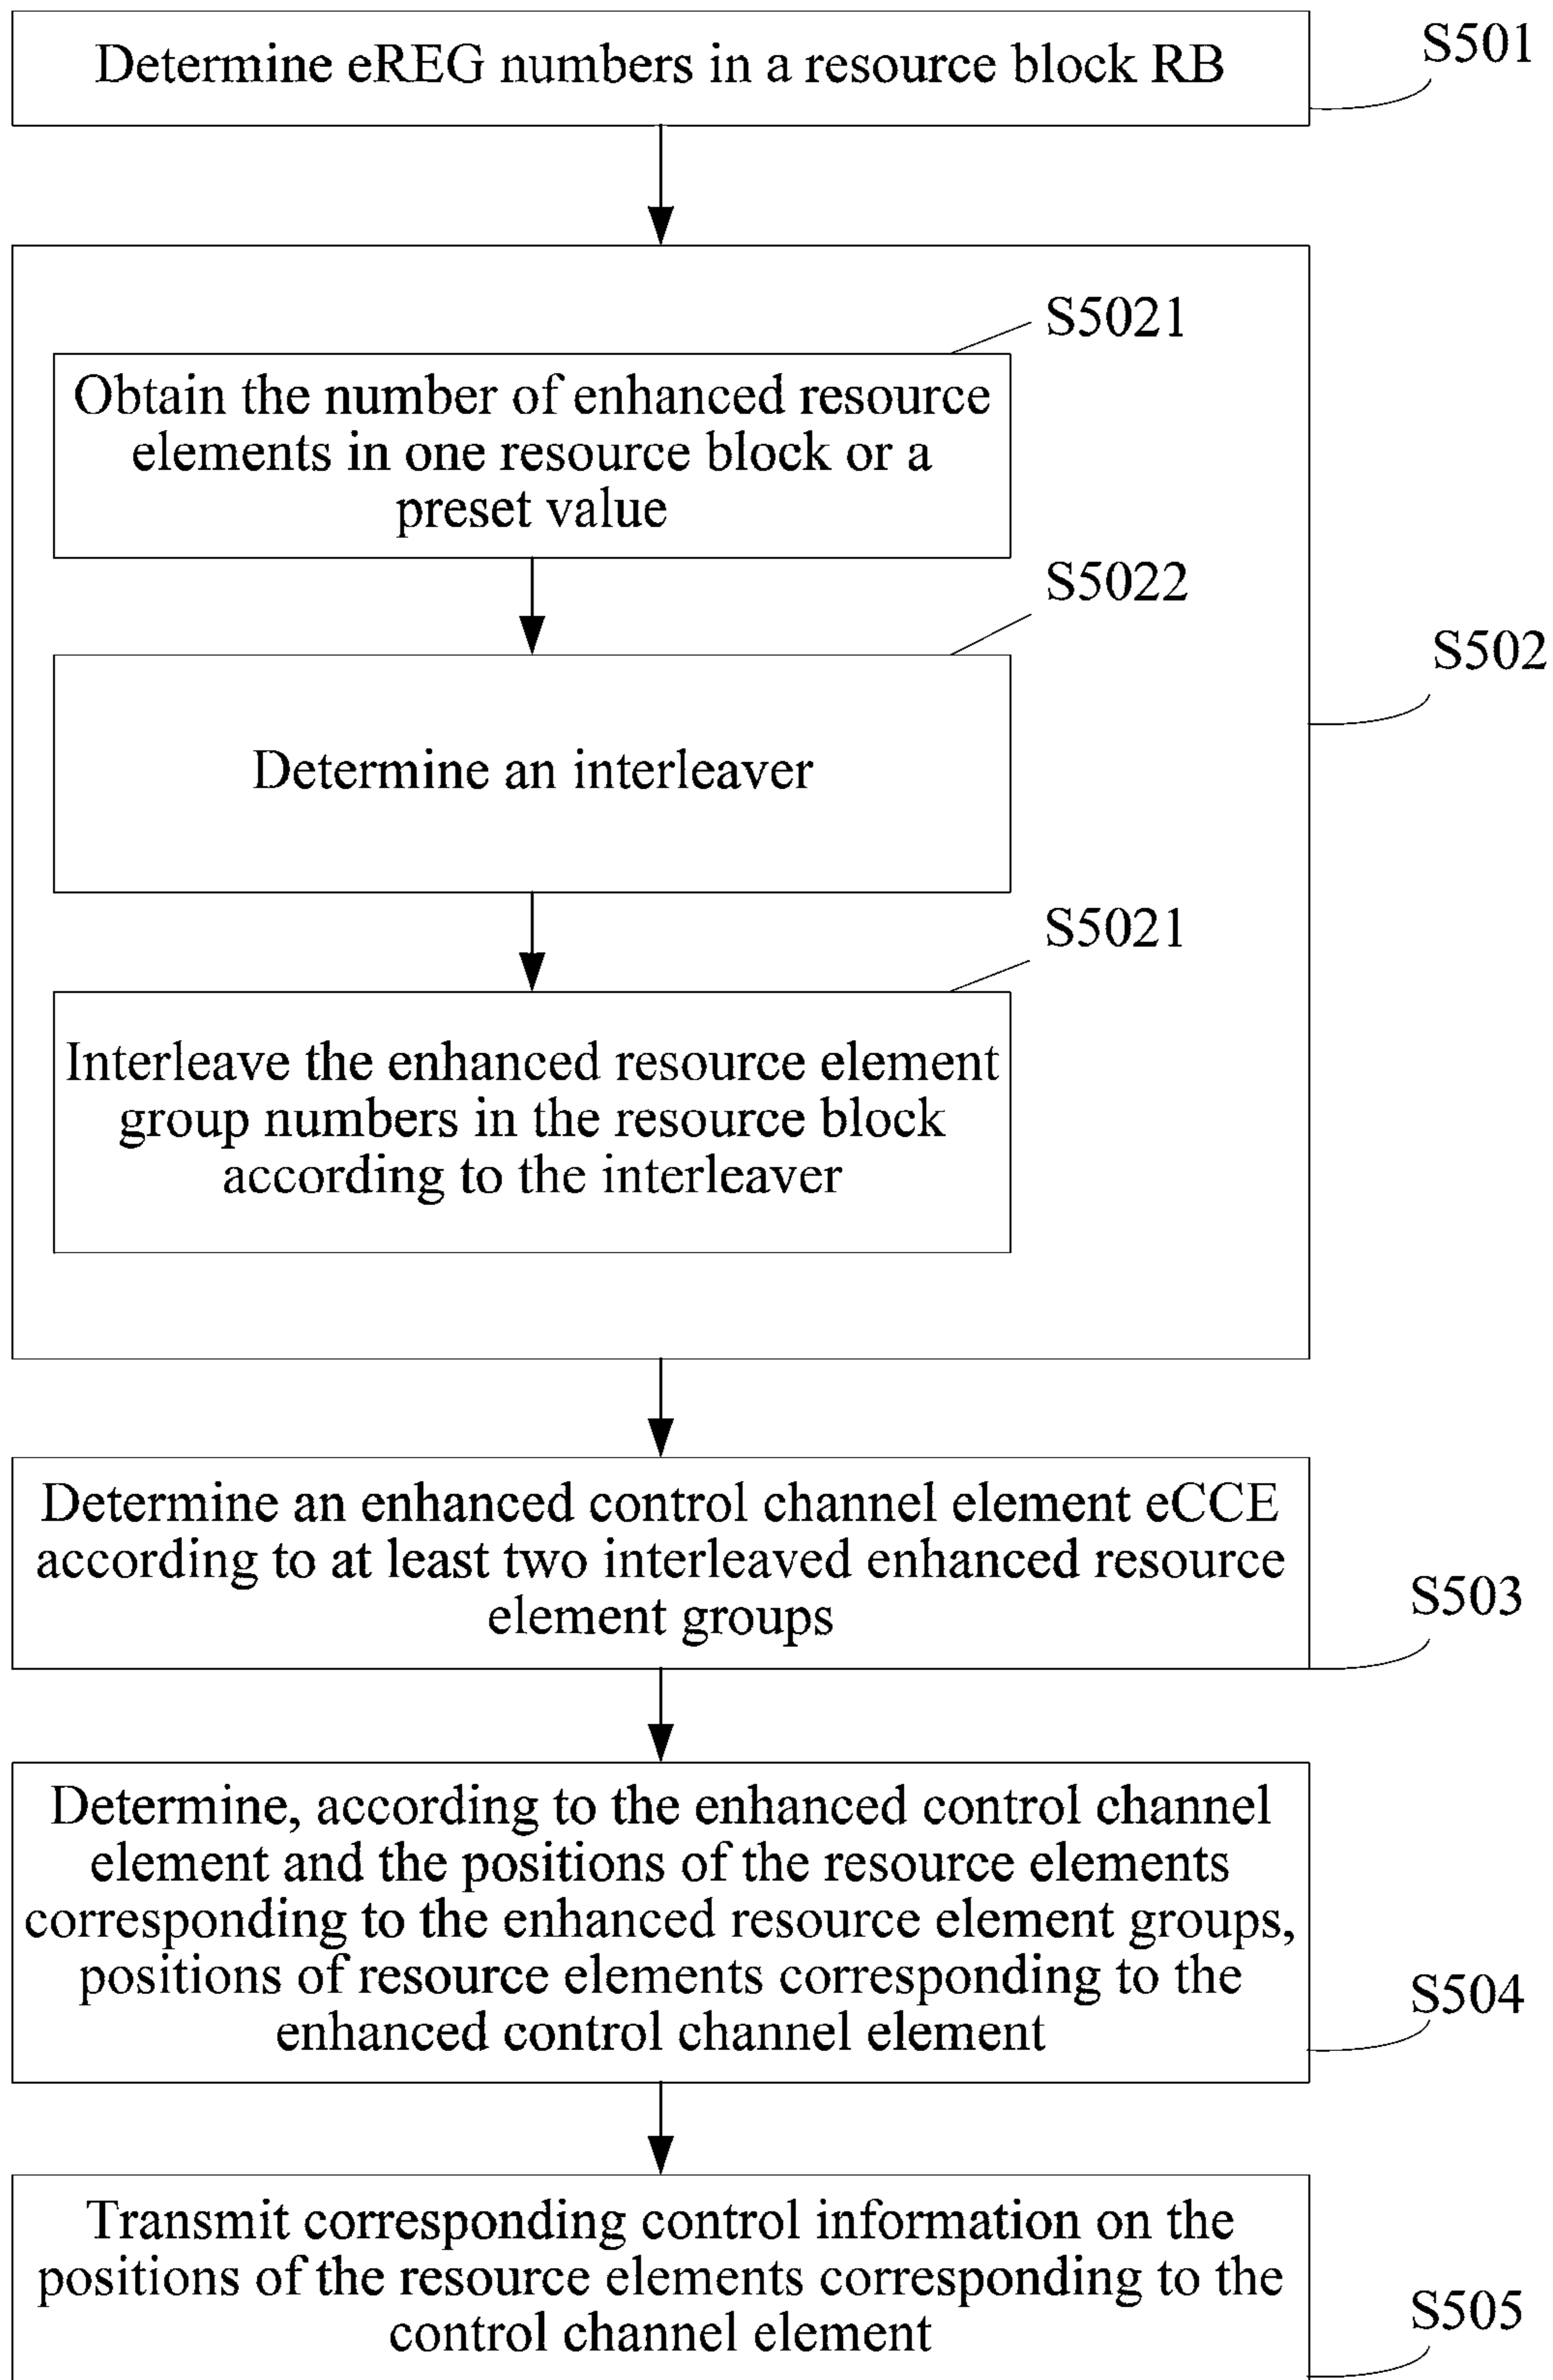 Determine eREG numbers in a resource block RB
S501
S5021
Obtain the number of enhanced resource
elements in one resource block or a
preset value
S5022
Determine an interleaver
S502
S5021
Interleave the enhanced resource element
group numbers in the resource block
according to the interleaver
Determine an enhanced control channel element eCCE
according to at least two interleaved enhanced resource
element groups
S503
Determine, according to the enhanced control channel
element and the positions of the resource elements
corresponding to the enhanced resource element groups,
positions of resource elements corresponding to the
enhanced control channel element
S504
Transmit corresponding control information on the
positions of the resource elements corresponding to the
control channel element
S505